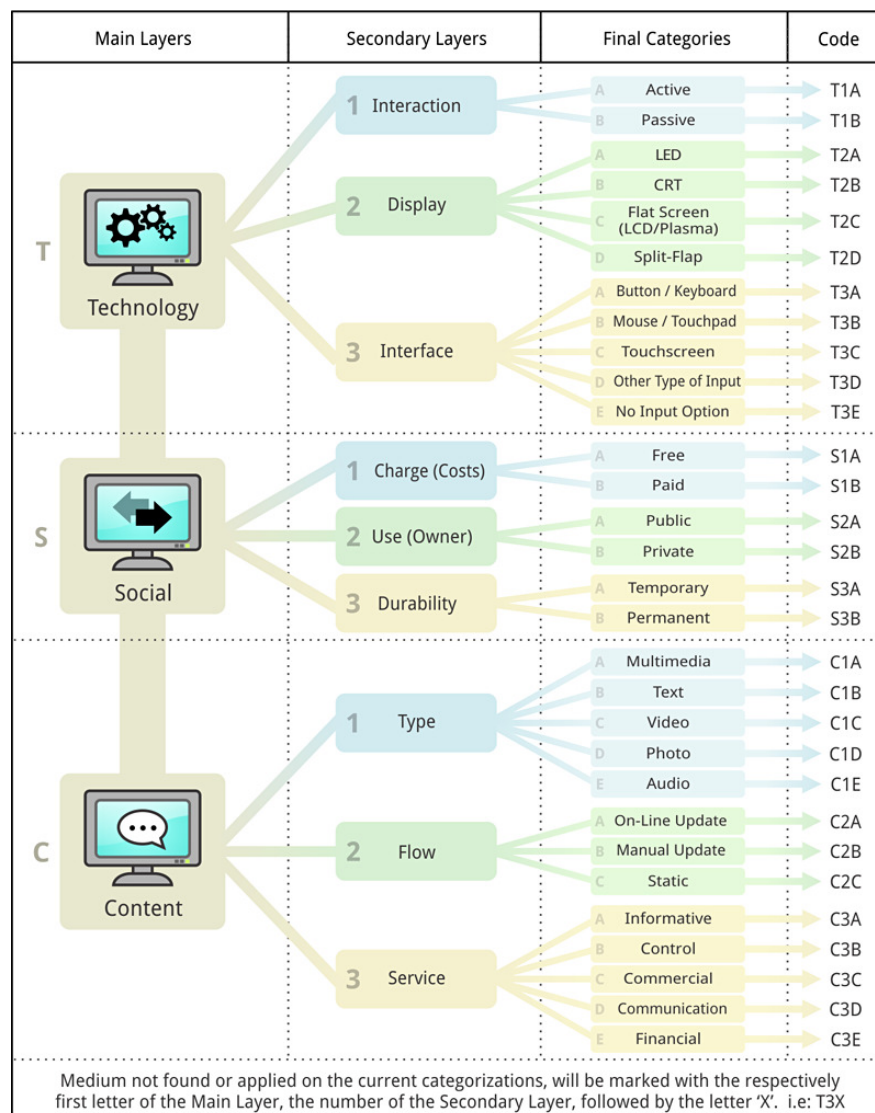 Main Layers
Secondary Layers
Final Categories
Code
T
Technology
1 Interaction
A Active T1A
B Passive T1B
2 Display
A LED T2A
B CRT T2B
C Flat Screen
(LCD/Plasma) T2C
D Split-Flap T2D
3 Interface
A Button / Keyboard T3A
B Mouse / Touchpad T3B
C Touchscreen T3C
D Other Type of Input T3D
E No Input Option T3E
S
Social
1 Charge (Costs)
A Free S1A
B Paid S1B
2 Use (Owner)
A Public S2A
B Private S2B
3 Durability
A Temporary S3A
B Permanent S3B
C
Content
1 Type
A Multimedia C1A
B Text C1B
C Video C1C
D Photo C1D
E Audio C1E
2 Flow
A On-Line Update C2A
B Manual Update C2B
C Static C2C
3 Service
A Informative C3A
B Control C3B
C Commercial C3C
D Communication C3D
E Financial C3E
Medium not found or applied on the current categorizations, will be marked with the respectively
first letter of the Main Layer, the number of the Secondary Layer, followed by the letter ‘X’. i.e: T3X